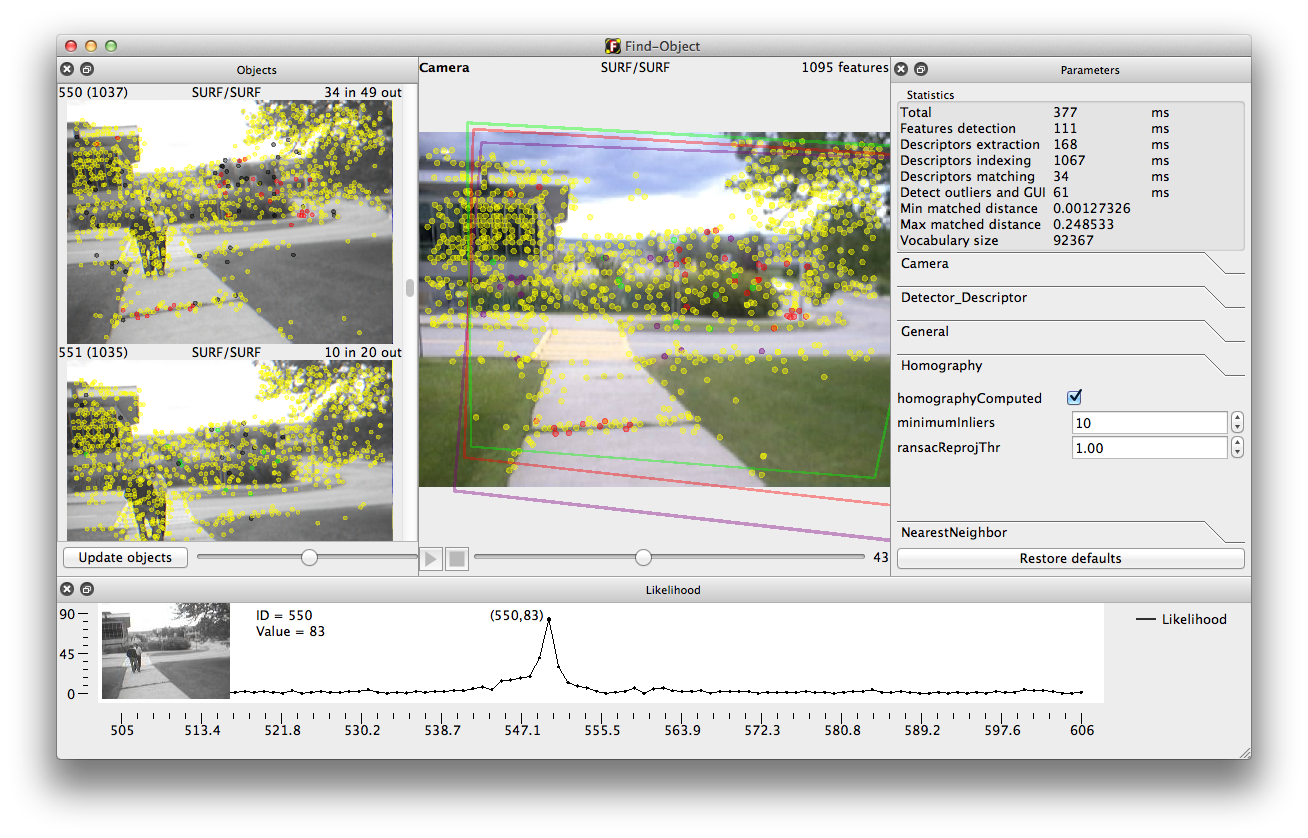 Find-Object
Objects
550 (1037) SURF/SURF 34 in 49 out
551 (1035) SURF/SURF 10 in 20 out
Update objects
Camera SURF/SURF 1095 features
43
Parameters
Statistics
Total 377 ms
Features detection 111 ms
Descriptors extraction 168 ms
Descriptors indexing 1067 ms
Descriptors matching 34 ms
Detect outliers and GUI 61 ms
Min matched distance 0.00127326
Max matched distance 0.248533
Vocabulary size 92367
Camera
Detector_Descriptor
General
Homography
homographyComputed
minimumInliers 10
ransacReprojThr 1.00
NearestNeighbor
Restore defaults
Likelihood
90
45
0
ID = 550
Value = 83
(550,83)
Likelihood
505 513.4 521.8 530.2 538.7 547.1 555.5 563.9 572.3 580.8 589.2 597.6 606